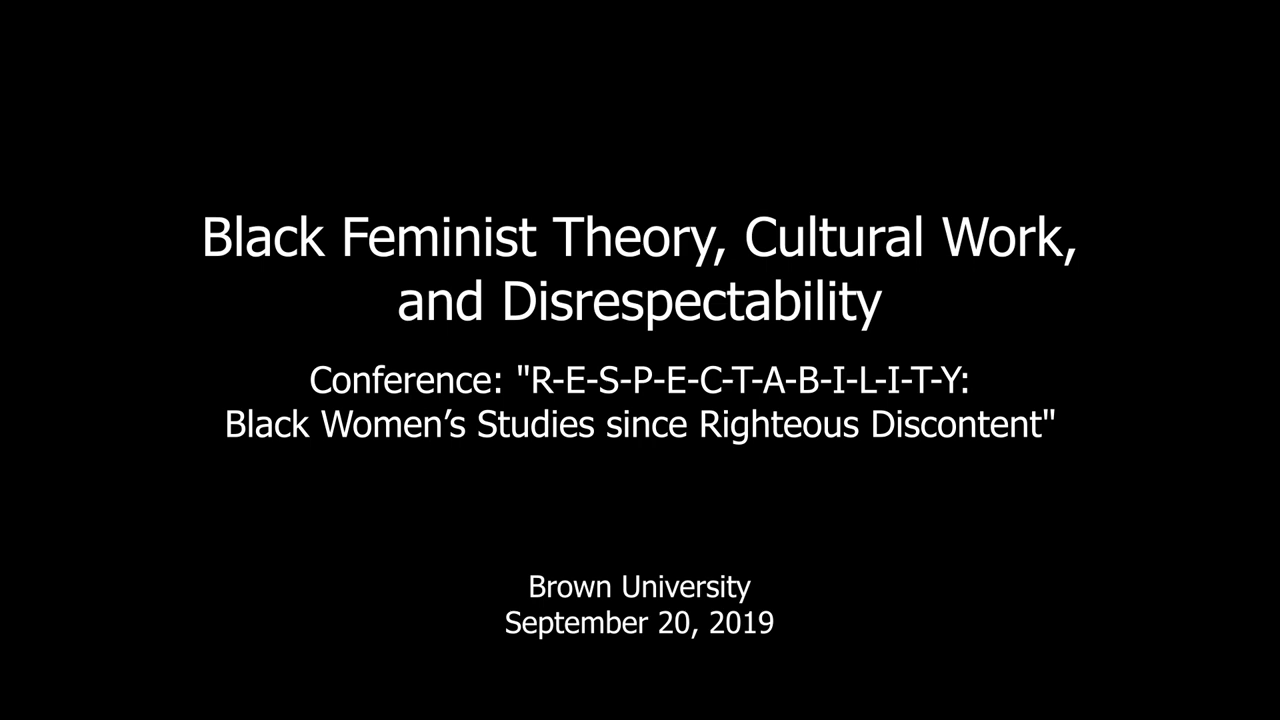 Black Feminist Theory, Cultural Work,
and Disrespectability
Conference: "R-E-S-P-E-C-T-A-B-I-L-I-T-Y:
Black Women’s Studies since Righteous Discontent"
Brown University
September 20, 2019